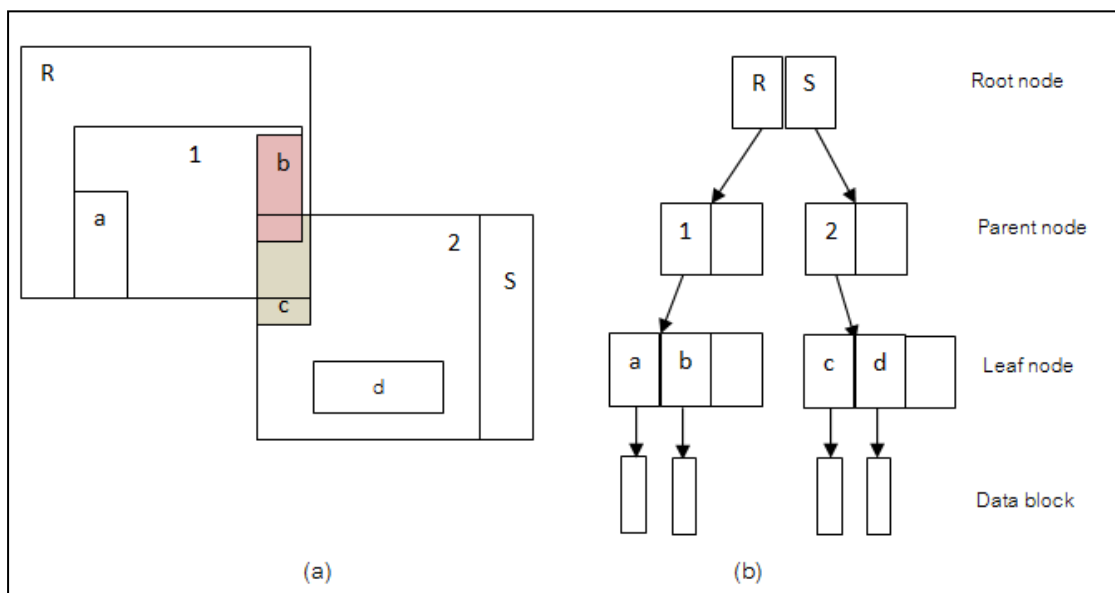 R
1
b
a
2
S
c
d
(a)
R S
Root node
1
2
Parent node
a b
c d
Leaf node
Data block
(b)